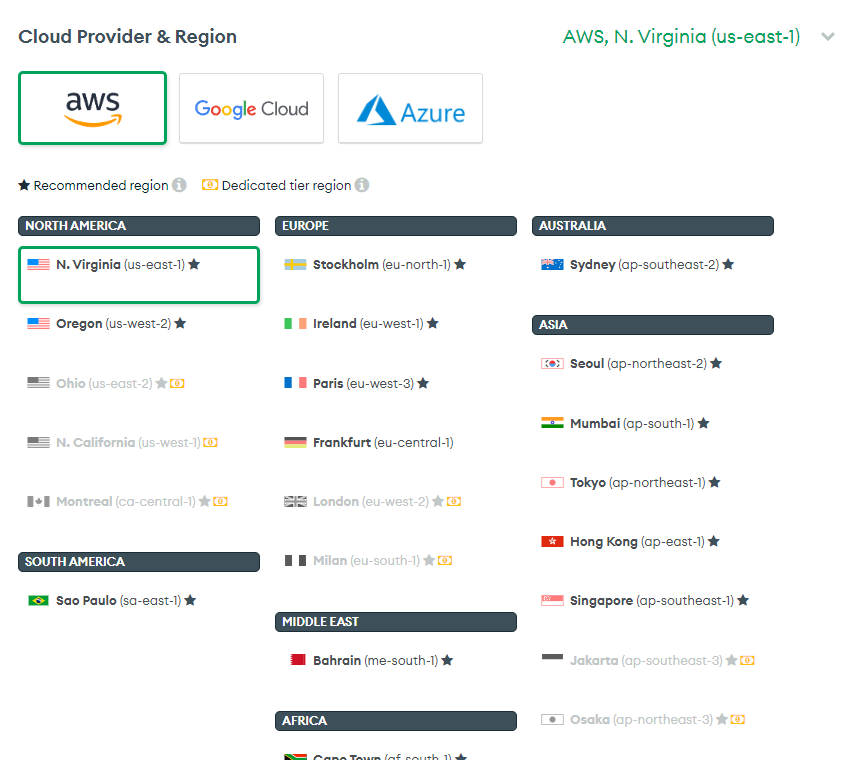 Cloud Provider & Region
AWS, N. Virginia (us-east-1)
aws
Google Cloud
Azure
Recommended region
Dedicated tier region
NORTH AMERICA
N. Virginia (us-east-1)
Oregon (us-west-2)
Ohio (us-east-2)
N. California (us-west-1)
Montreal (ca-central-1)
SOUTH AMERICA
Sao Paulo (sa-east-1)
EUROPE
Stockholm (eu-north-1)
Ireland (eu-west-1)
Paris (eu-west-3)
Frankfurt (eu-central-1)
London (eu-west-2)
Milan (eu-south-1)
MIDDLE EAST
Bahrain (me-south-1)
AFRICA
Cape Town (af-south-1)
AUSTRALIA
Sydney (ap-southeast-2)
ASIA
Seoul (ap-northeast-2)
Mumbai (ap-south-1)
Tokyo (ap-northeast-1)
Hong Kong (ap-east-1)
Singapore (ap-southeast-1)
Jakarta (ap-southeast-3)
Osaka (ap-northeast-3)